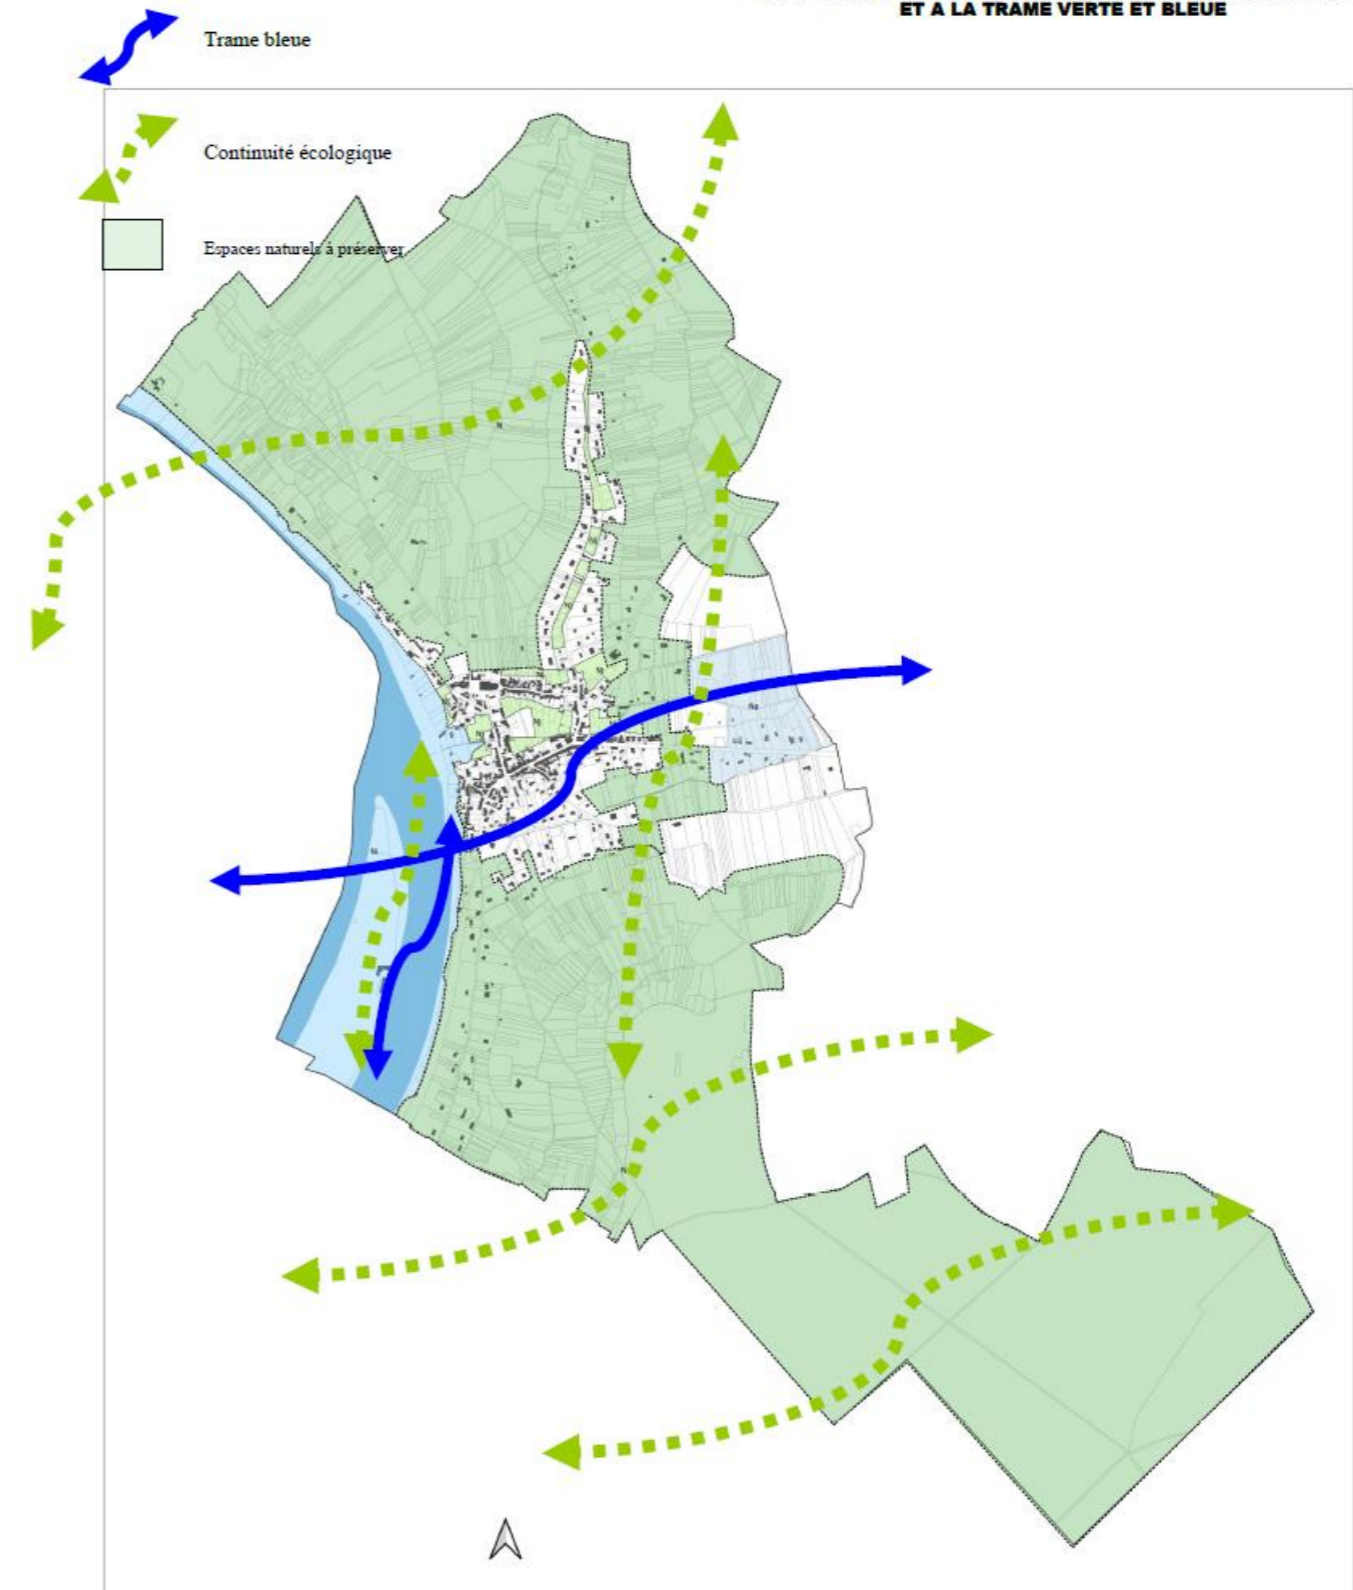 ET A LA TRAME VERTE ET BLEUE
Trame bleue
Continuité écologique
Espaces naturels à préserver